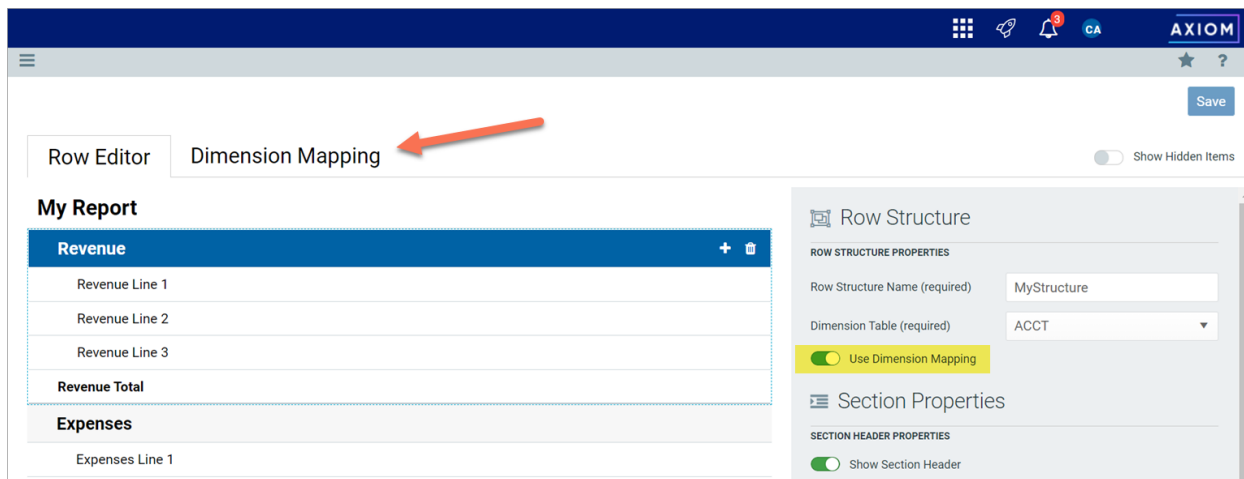 3
CA
AXIOM
?
Save
Row Editor
Dimension Mapping
Show Hidden Items
My Report
Revenue
Revenue Line 1
Revenue Line 2
Revenue Line 3
Revenue Total
Expenses
Expenses Line 1
Row Structure
ROW STRUCTURE PROPERTIES
Row Structure Name (required)
MyStructure
Dimension Table (required)
ACCT
Use Dimension Mapping
Section Properties
SECTION HEADER PROPERTIES
Show Section Header